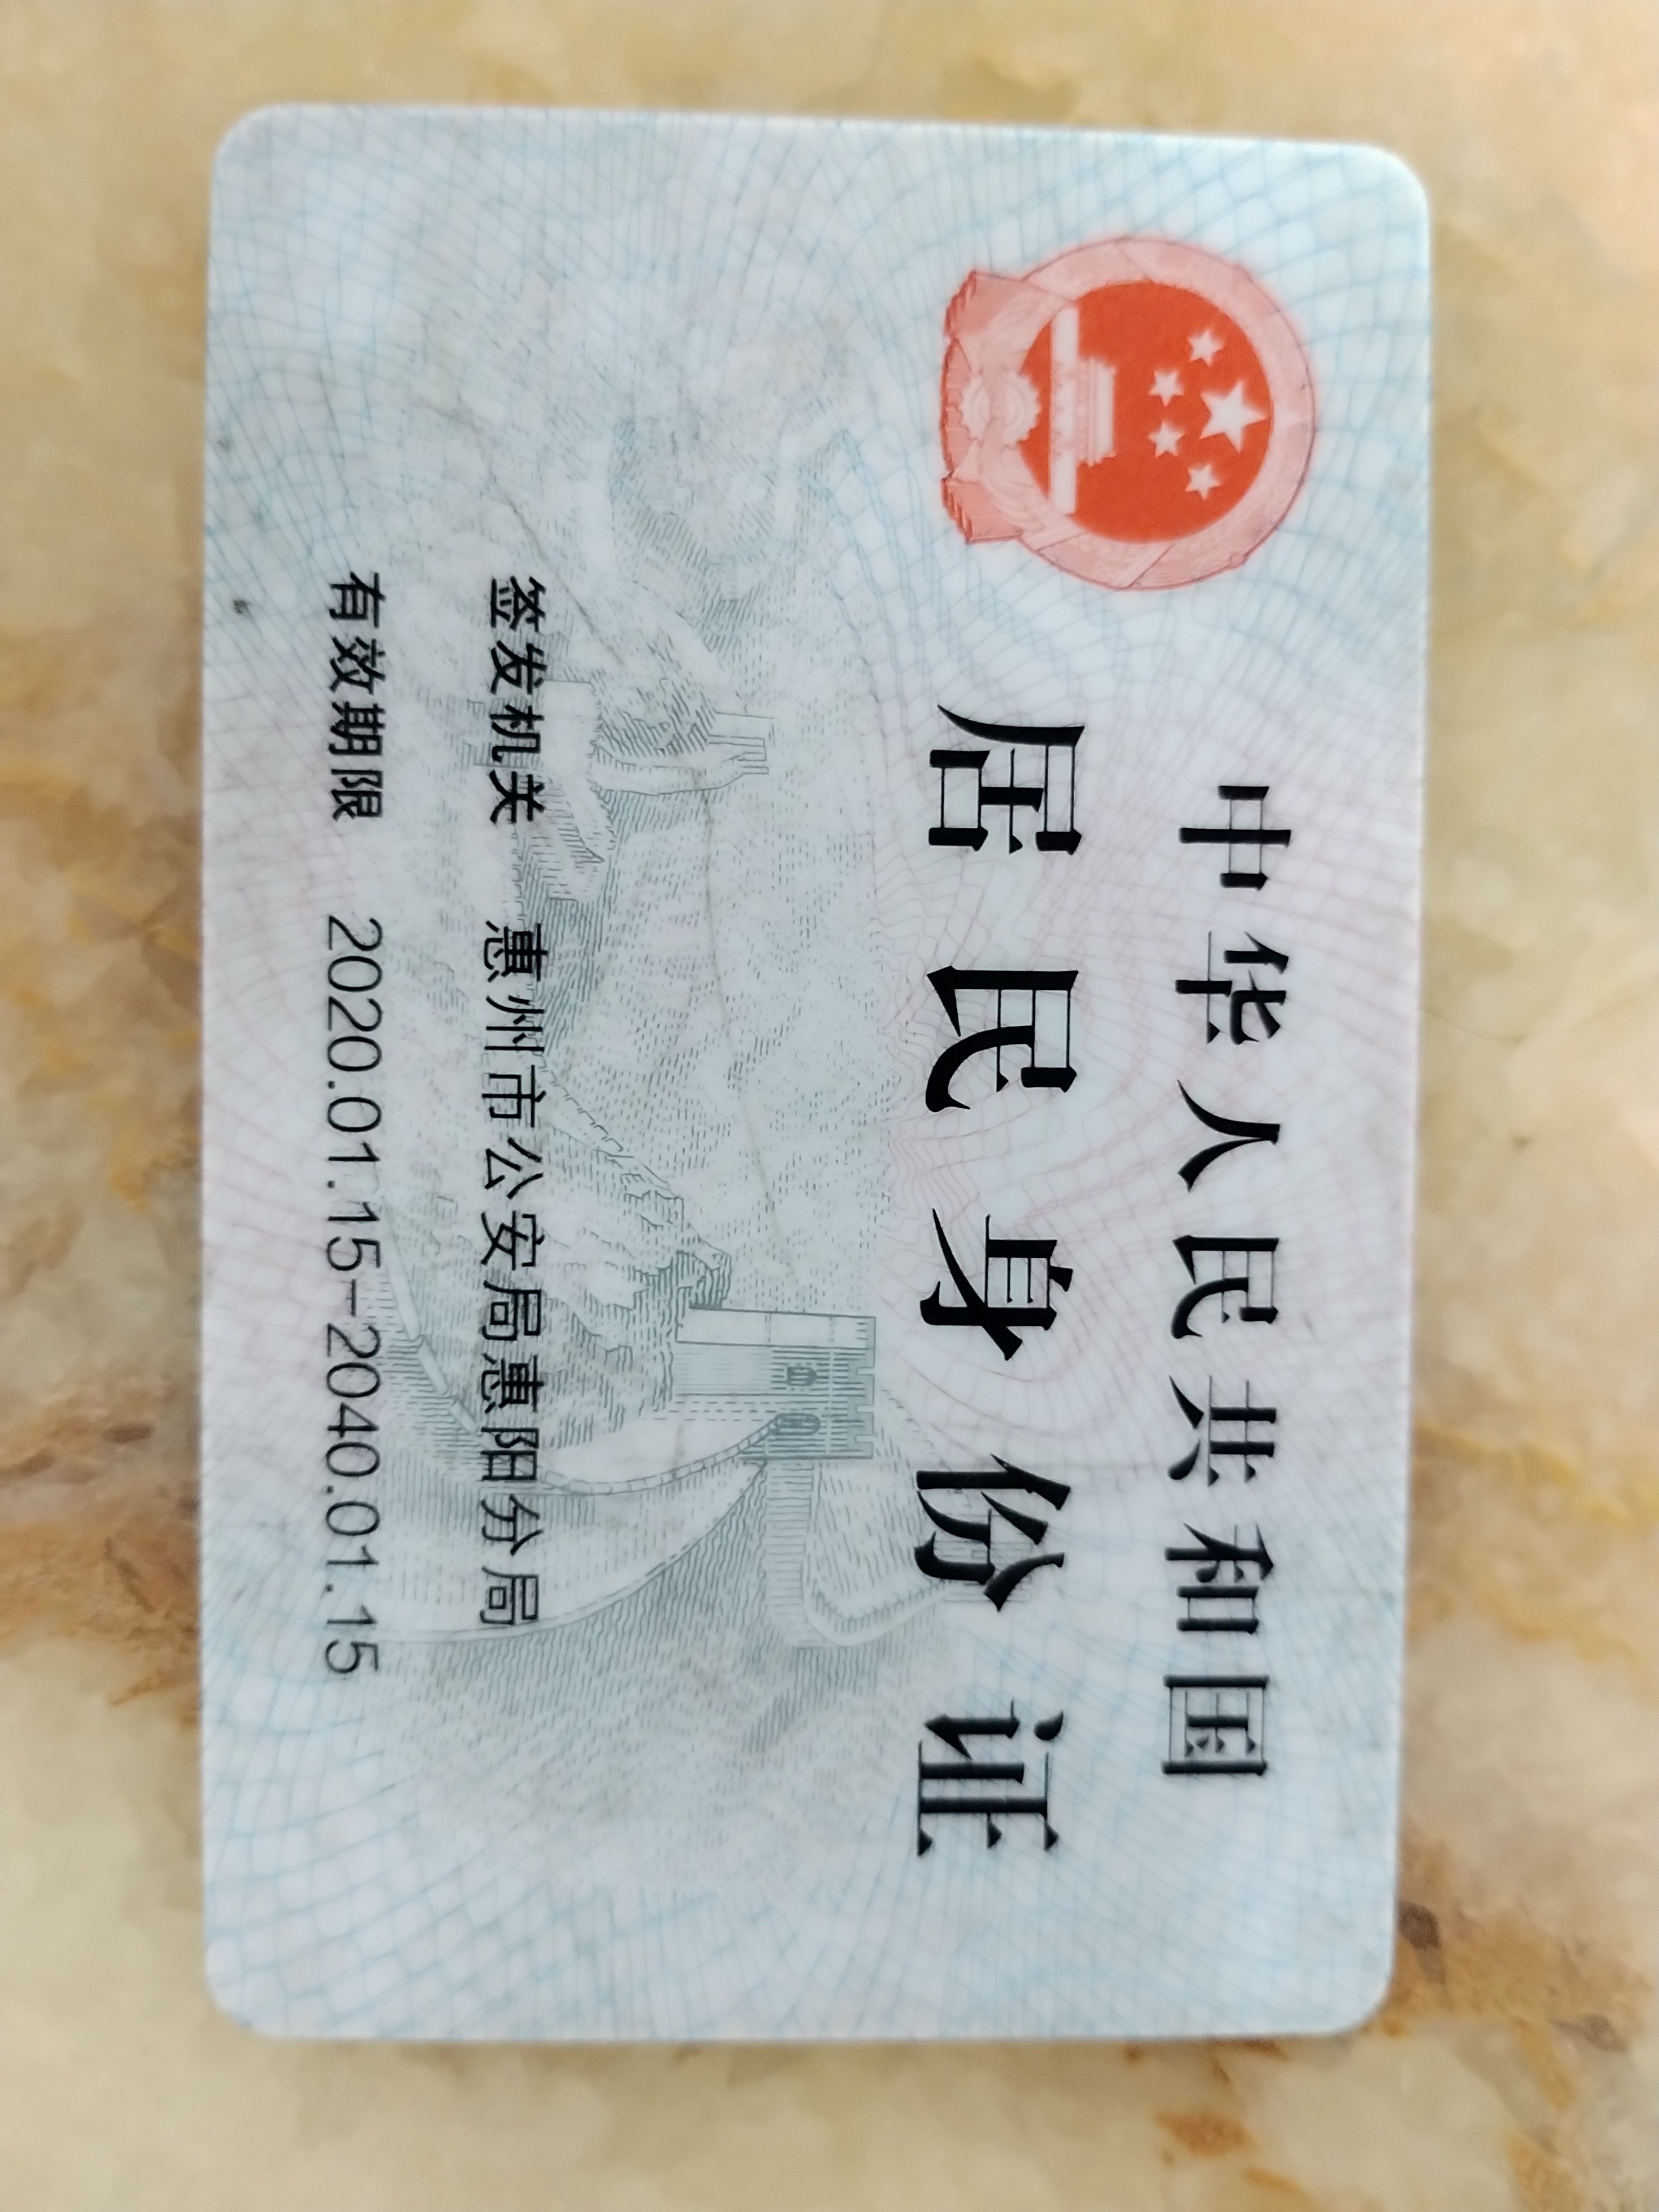 中华人民共和国
居民身份证
签发机关 惠州市公安局惠阳分局
有效期限 2020.01.15-2040.01.15